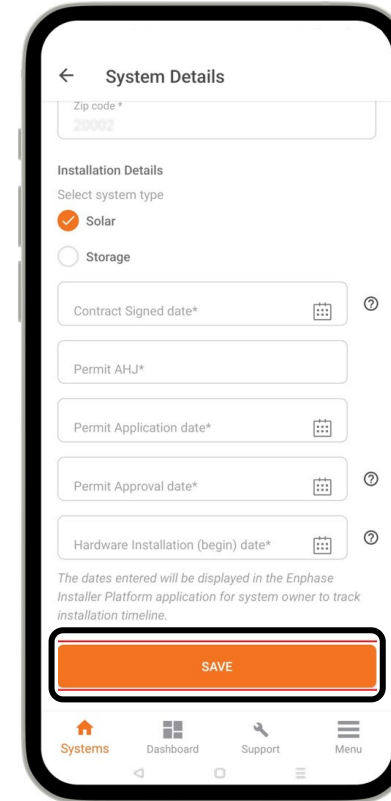 System Details
Zip code *
20002
Installation Details
Select system type
Solar
Storage
Contract Signed date*
Permit AHJ*
Permit Application date*
Permit Approval date*
Hardware Installation (begin) date*
The dates entered will be displayed in the Enphase
Installer Platform application for system owner to track
installation timeline.
SAVE
Systems Dashboard Support Menu